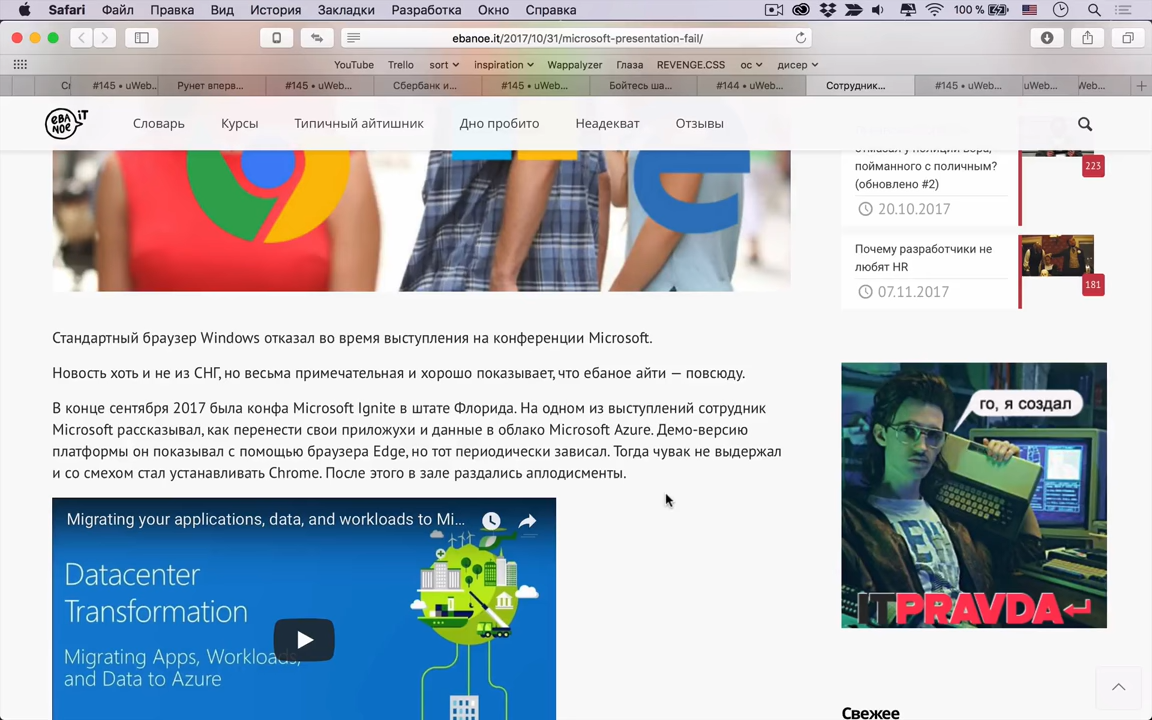 Safari Файл Правка Вид История Закладки Разработка Окно Справка 100 %
ebanoe.it/2017/10/31/microsoft-presentation-fail/
YouTube Trello sort inspiration Wappalyzer Глаза REVENGE.CSS ос дисер
#145 • uWeb… Рунет вперв… #145 • uWeb… Сбербанк и… #145 • uWeb… Бойтесь ша… #144 • uWeb… Сотрудник… #145 • uWeb… uWeb… Web…
ебаное it Словарь Курсы Типичный айтишник Дно пробито Неадекват Отзывы
пойманного с поличным?
(обновлено #2)
20.10.2017
223
Почему разработчики не
любят HR
07.11.2017
181
Стандартный браузер Windows отказал во время выступления на конференции Microsoft.
Новость хоть и не из СНГ, но весьма примечательная и хорошо показывает, что ебаное айти — повсюду.
В конце сентября 2017 была конфа Microsoft Ignite в штате Флорида. На одном из выступлений сотрудник
Microsoft рассказывал, как перенести свои приложухи и данные в облако Microsoft Azure. Демо-версию
платформы он показывал с помощью браузера Edge, но тот периодически зависал. Тогда чувак не выдержал
и со смехом стал устанавливать Chrome. После этого в зале раздались аплодисменты.
Migrating your applications, data, and workloads to Mi...
Datacenter
Transformation
Migrating Apps, Workloads,
and Data to Azure
го, я создал
ITPRAVDA
Свежее